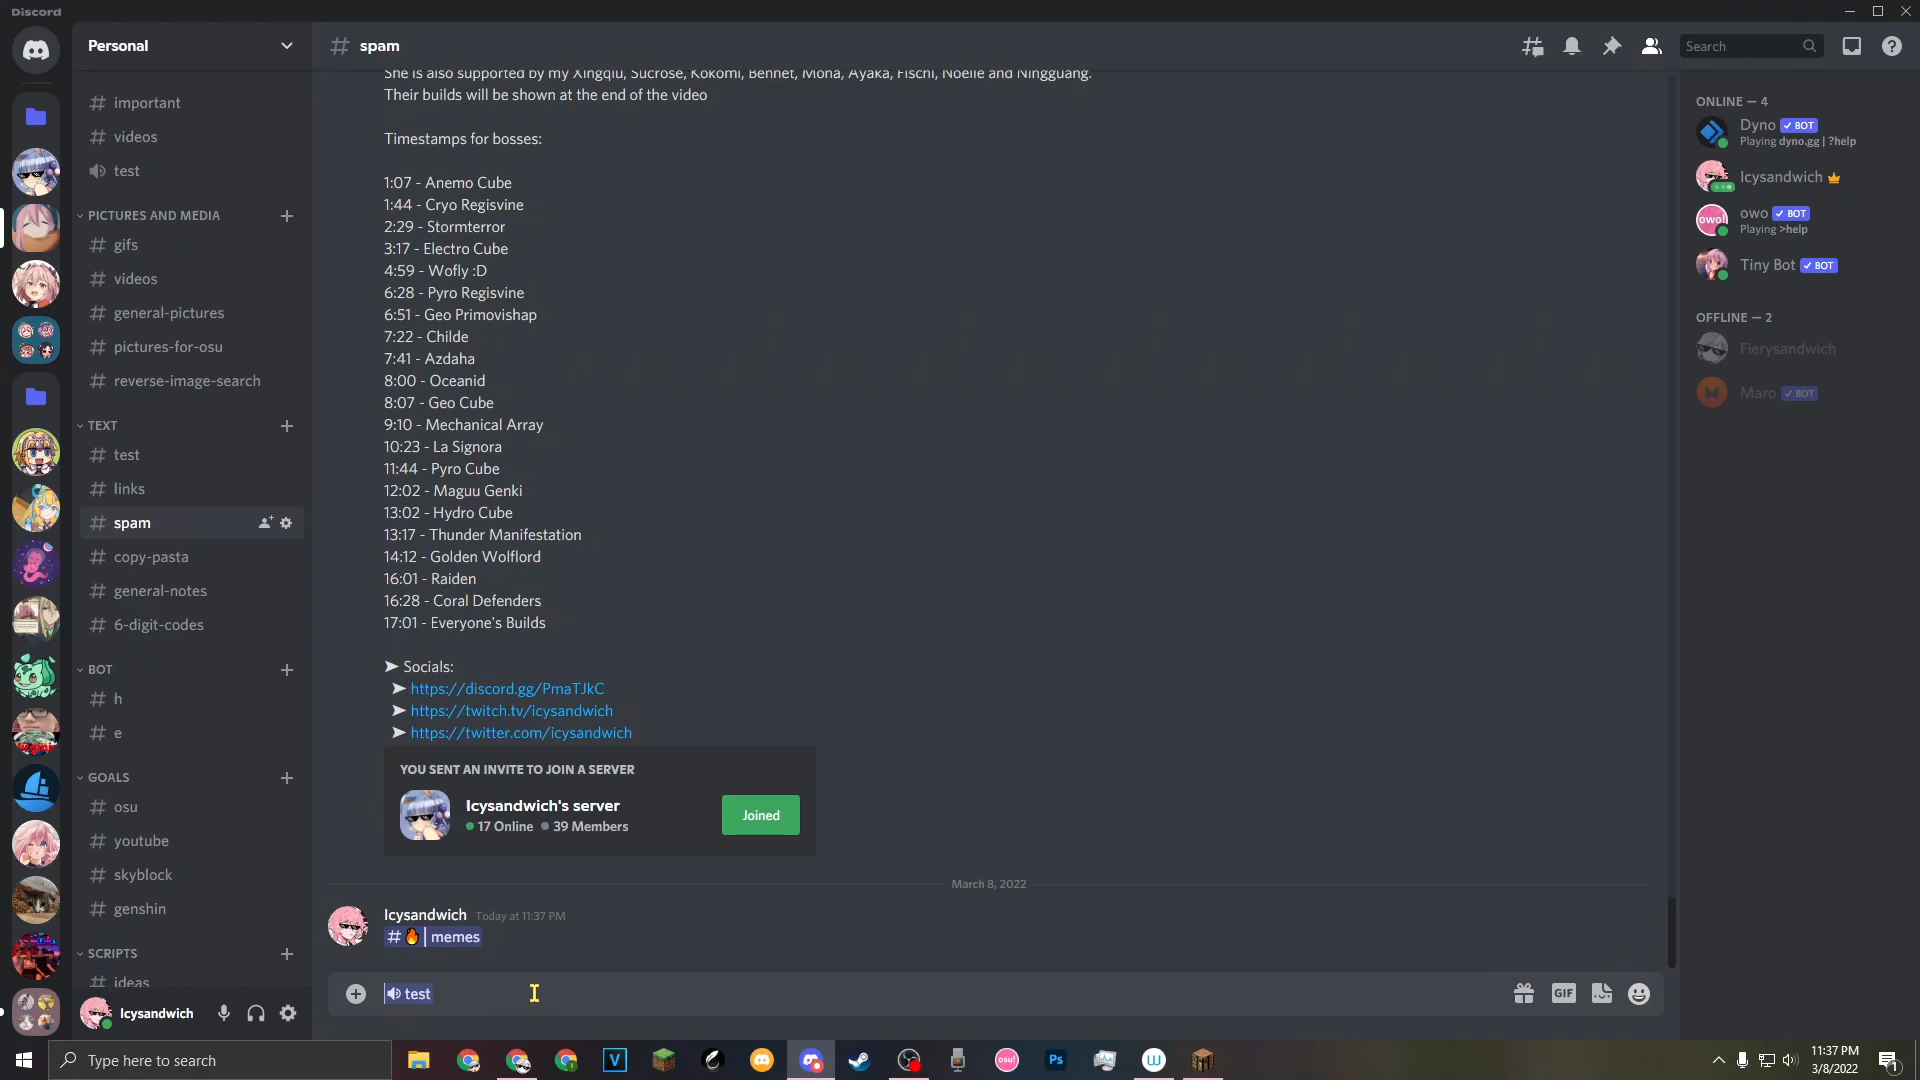 Discord
Personal
spam
Search
important
videos
test
PICTURES AND MEDIA
gifs
videos
general-pictures
pictures-for-osu
reverse-image-search
TEXT
test
links
spam
copy-pasta
general-notes
6-digit-codes
BOT
h
e
GOALS
osu
youtube
skyblock
genshin
SCRIPTS
ideas
Icysandwich
She is also supported by my Xingqiu, Sucrose, Kokomi, Bennet, Mona, Ayaka, Fischl, Noelle and Ningguang.
Their builds will be shown at the end of the video
Timestamps for bosses:
1:07 - Anemo Cube
1:44 - Cryo Regisvine
2:29 - Stormterror
3:17 - Electro Cube
4:59 - Wofly :D
6:28 - Pyro Regisvine
6:51 - Geo Primovishap
7:22 - Childe
7:41 - Azdaha
8:00 - Oceanid
8:07 - Geo Cube
9:10 - Mechanical Array
10:23 - La Signora
11:44 - Pyro Cube
12:02 - Maguu Genki
13:02 - Hydro Cube
13:17 - Thunder Manifestation
14:12 - Golden Wolflord
16:01 - Raiden
16:28 - Coral Defenders
17:01 - Everyone's Builds
➤ Socials:
➤ https://discord.gg/PmaTJkC
➤ https://twitch.tv/icysandwich
➤ https://twitter.com/icysandwich
YOU SENT AN INVITE TO JOIN A SERVER
Icysandwich's server
17 Online 39 Members
Joined
March 8, 2022
Icysandwich Today at 11:37 PM
# 🔥| memes
test
GIF
ONLINE — 4
Dyno ✓ BOT
Playing dyno.gg | ?help
Icysandwich
owo ✓ BOT
Playing >help
Tiny Bot ✓ BOT
OFFLINE — 2
Fierysandwich
Maro ✓ BOT
Type here to search
11:37 PM
3/8/2022